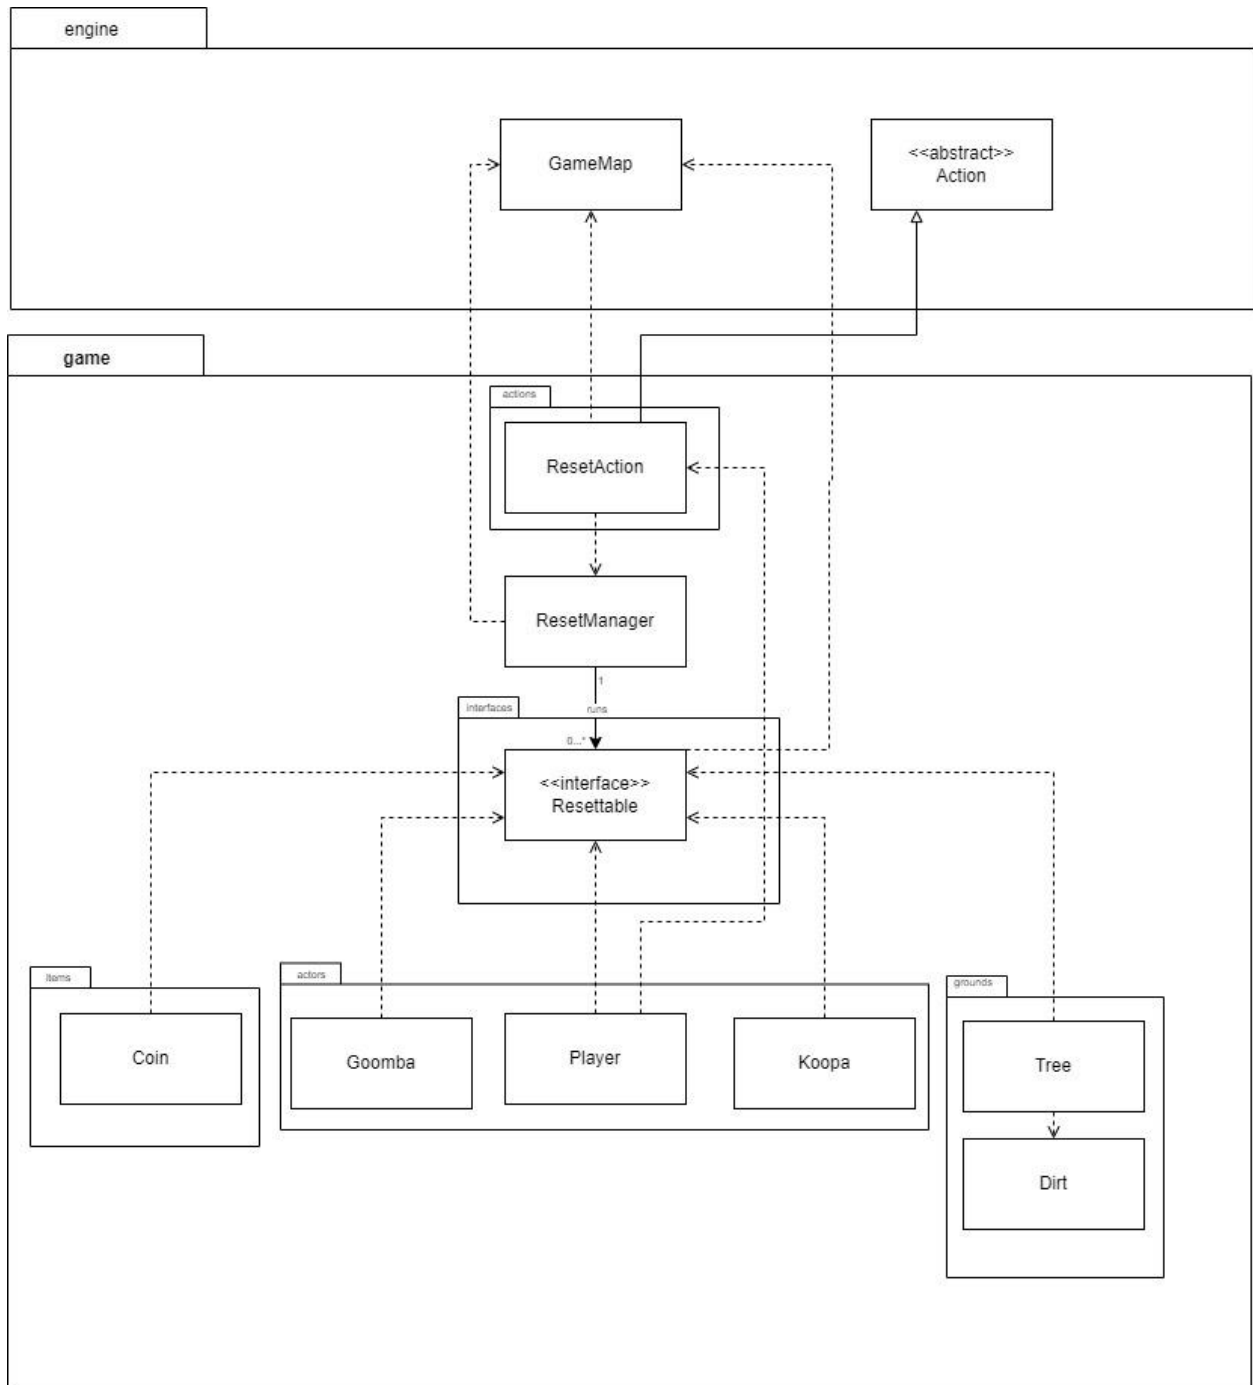 engine
GameMap
<<abstract>>
Action
game
actions
ResetAction
ResetManager
1
interfaces
runs
0...*
<<interface>>
Resettable
Items
actors
grounds
Coin
Goomba
Player
Koopa
Tree
Dirt